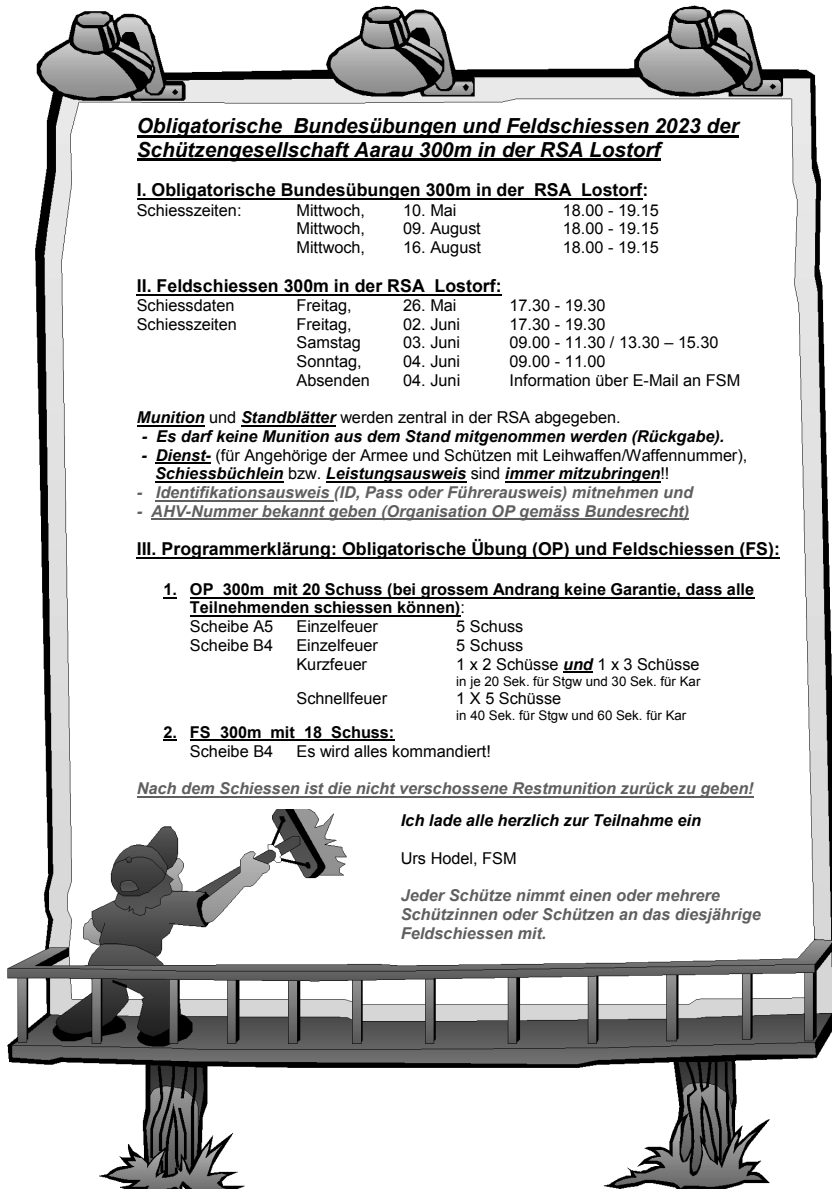 Obligatorische Bundesübungen und Feldschiessen 2023 der
Schützengesellschaft Aarau 300m in der RSA Lostorf
I. Obligatorische Bundesübungen 300m in der RSA Lostorf:
Schiesszeiten: Mittwoch, 10. Mai 18.00 - 19.15
Mittwoch, 09. August 18.00 - 19.15
Mittwoch, 16. August 18.00 - 19.15
II. Feldschiessen 300m in der RSA Lostorf:
Schiessdaten Freitag, 26. Mai 17.30 - 19.30
Schiesszeiten Freitag, 02. Juni 17.30 - 19.30
Samstag 03. Juni 09.00 - 11.30 / 13.30 – 15.30
Sonntag, 04. Juni 09.00 - 11.00
Absenden 04. Juni Information über E-Mail an FSM
Munition und Standblätter werden zentral in der RSA abgegeben.
- Es darf keine Munition aus dem Stand mitgenommen werden (Rückgabe).
- Dienst- (für Angehörige der Armee und Schützen mit Leihwaffen/Waffennummer),
Schiessbüchlein bzw. Leistungsausweis sind immer mitzubringen!!
- Identifikationsausweis (ID, Pass oder Führerausweis) mitnehmen und
- AHV-Nummer bekannt geben (Organisation OP gemäss Bundesrecht)
III. Programmerklärung: Obligatorische Übung (OP) und Feldschiessen (FS):
1. OP 300m mit 20 Schuss (bei grossem Andrang keine Garantie, dass alle
Teilnehmenden schiessen können):
Scheibe A5 Einzelfeuer 5 Schuss
Scheibe B4 Einzelfeuer 5 Schuss
Kurzfeuer 1 x 2 Schüsse und 1 x 3 Schüsse
in je 20 Sek. für Stgw und 30 Sek. für Kar
Schnellfeuer 1 X 5 Schüsse
in 40 Sek. für Stgw und 60 Sek. für Kar
2. FS 300m mit 18 Schuss:
Scheibe B4 Es wird alles kommandiert!
Nach dem Schiessen ist die nicht verschossene Restmunition zurück zu geben!
Ich lade alle herzlich zur Teilnahme ein
Urs Hodel, FSM
Jeder Schütze nimmt einen oder mehrere
Schützinnen oder Schützen an das diesjährige
Feldschiessen mit.